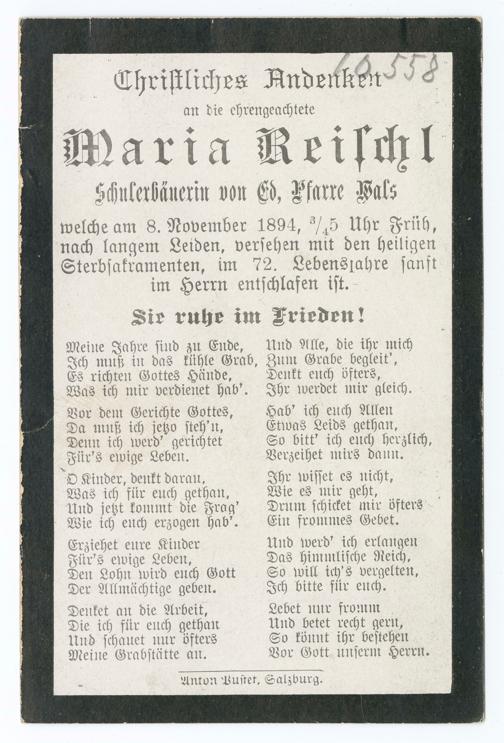 10.558
Christliches Andenken
an die ehrengeachtete
Maria Reischl
Schulerbäuerin von Ed, Pfarre Wals
welche am 8. November 1894, 3/45 Uhr Früh,
nach langem Leiden, versehen mit den heiligen
Sterbsakramenten, im 72. Lebensjahre sanft
im Herrn entschlafen ist.
Sie ruhe im Frieden!
Meine Jahre sind zu Ende,
Ich muß in das kühle Grab,
Es richten Gottes Hände,
Was ich mir verdienet hab'.
Vor dem Gerichte Gottes,
Da muß ich jetzo steh'n,
Denn ich werd' gerichtet
Für's ewige Leben.
O Kinder, denkt daran,
Was ich für euch gethan,
Und jetzt kommt die Frag'
Wie ich euch erzogen hab'.
Erziehet eure Kinder
Für's ewige Leben,
Den Lohn wird euch Gott
Der Allmächtige geben.
Denket an die Arbeit,
Die ich für euch gethan
Und schauet nur öfters
Meine Grabstätte an.
Und Alle, die ihr mich
Zum Grabe begleit',
Denkt euch öfters,
Ihr werdet mir gleich.
Hab' ich euch Allen
Etwas Leids gethan,
So bitt' ich euch herzlich,
Verzeihet mirs dann.
Ihr wisset es nicht,
Wie es mir geht,
Drum schicket mir öfters
Ein frommes Gebet.
Und werd' ich erlangen
Das himmlische Reich,
So will ich's vergelten,
Ich bitte für euch.
Lebet nur fromm
Und betet recht gern,
So könnt ihr bestehen
Vor Gott unserm Herrn.
Anton Pustet, Salzburg.